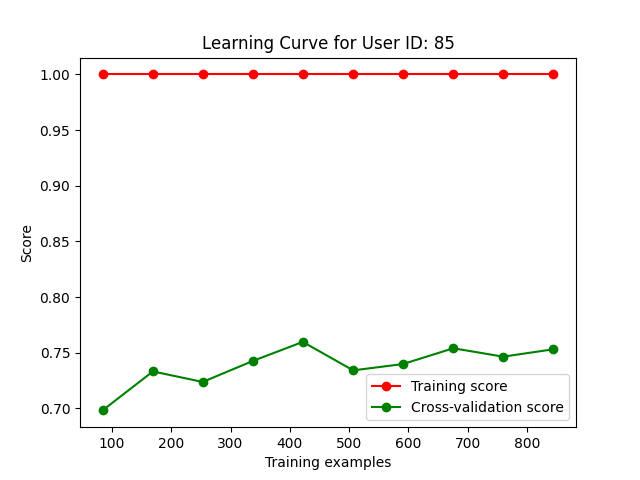 Learning Curve for User ID: 85
Score
1.00
0.95
0.90
0.85
0.80
0.75
0.70
Training score
Cross-validation score
100 200 300 400 500 600 700 800
Training examples